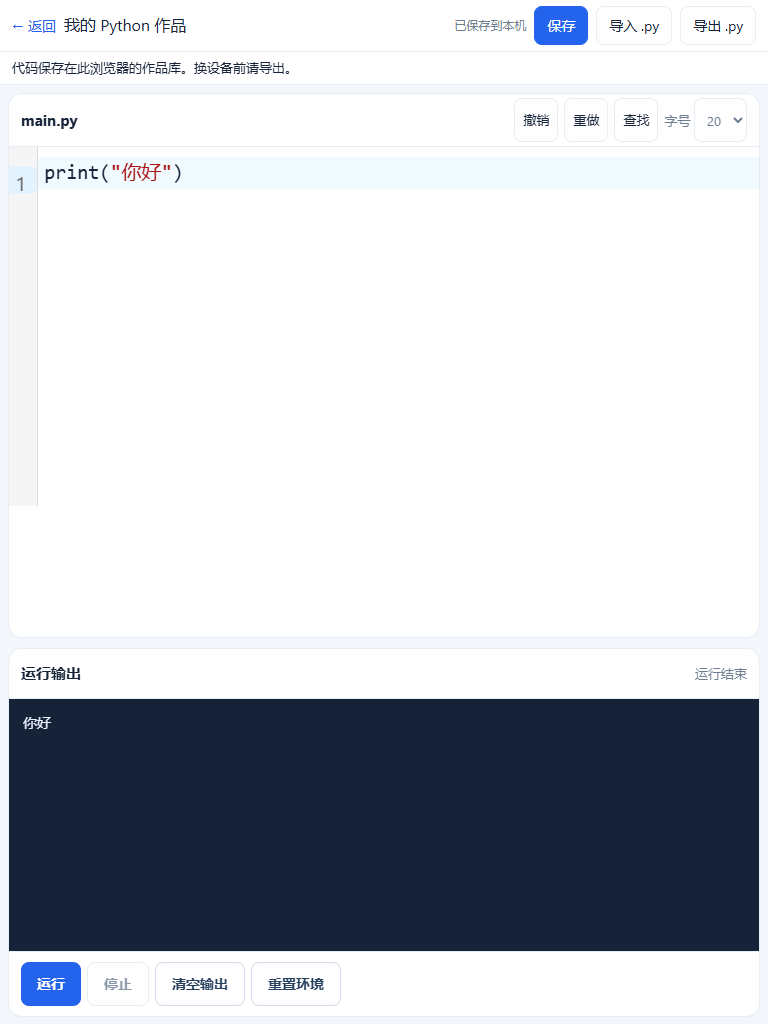 ← 返回 我的 Python 作品 已保存到本机 保存 导入 .py 导出 .py
代码保存在此浏览器的作品库。换设备前请导出。
main.py 撤销 重做 查找 字号 20
1 print("你好")
运行输出 运行结束
你好
运行 停止 清空输出 重置环境